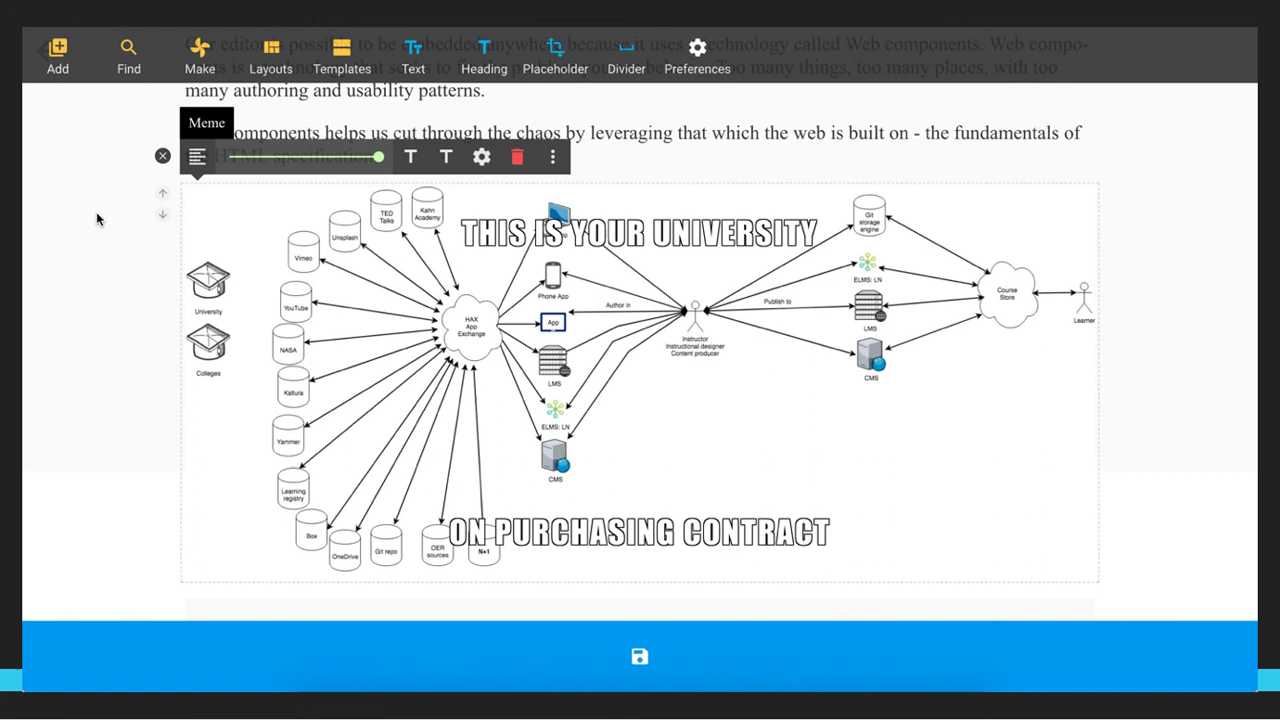 Add
Find
Make
Layouts
Templates
Text
Heading
Placeholder
Divider
Preferences
many authoring and usability patterns.
Meme
omponents helps us cut through the chaos by leveraging that which the web is built on - the fundamentals of
THIS IS YOUR UNIVERSITY
ON PURCHASING CONTRACT
University
Colleges
Kahn
Academy
TED
Talks
Unsplash
Vimeo
YouTube
NASA
Kaltura
Yammer
Learning
registry
Box
OneDrive
Git repo
OER
sources
N+1
HAX
App
Exchange
Phone App
App
LMS
ELMS: LN
CMS
Author in
Instructor
Instructional designer
Content producer
Publish to
Git
storage
engine
ELMS: LN
LMS
CMS
Course
Store
Learner